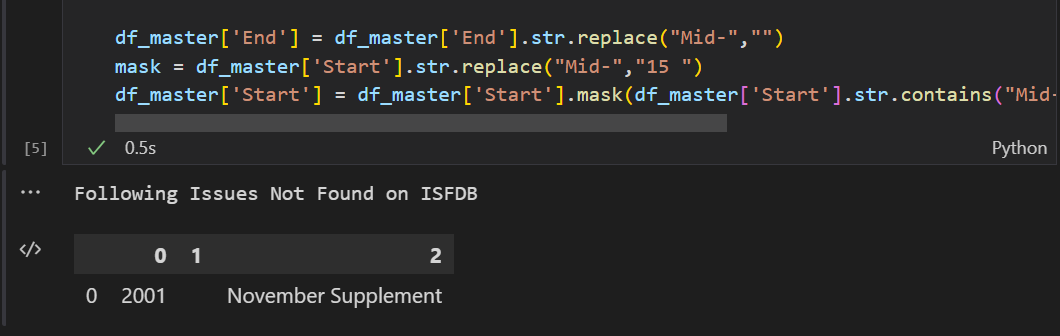 df_master['End'] = df_master['End'].str.replace("Mid-","")
mask = df_master['Start'].str.replace("Mid-","15 ")
df_master['Start'] = df_master['Start'].mask(df_master['Start'].str.contains("Mid-
[5] 0.5s Python
... Following Issues Not Found on ISFDB
</> 0 1 2
0 2001 November Supplement